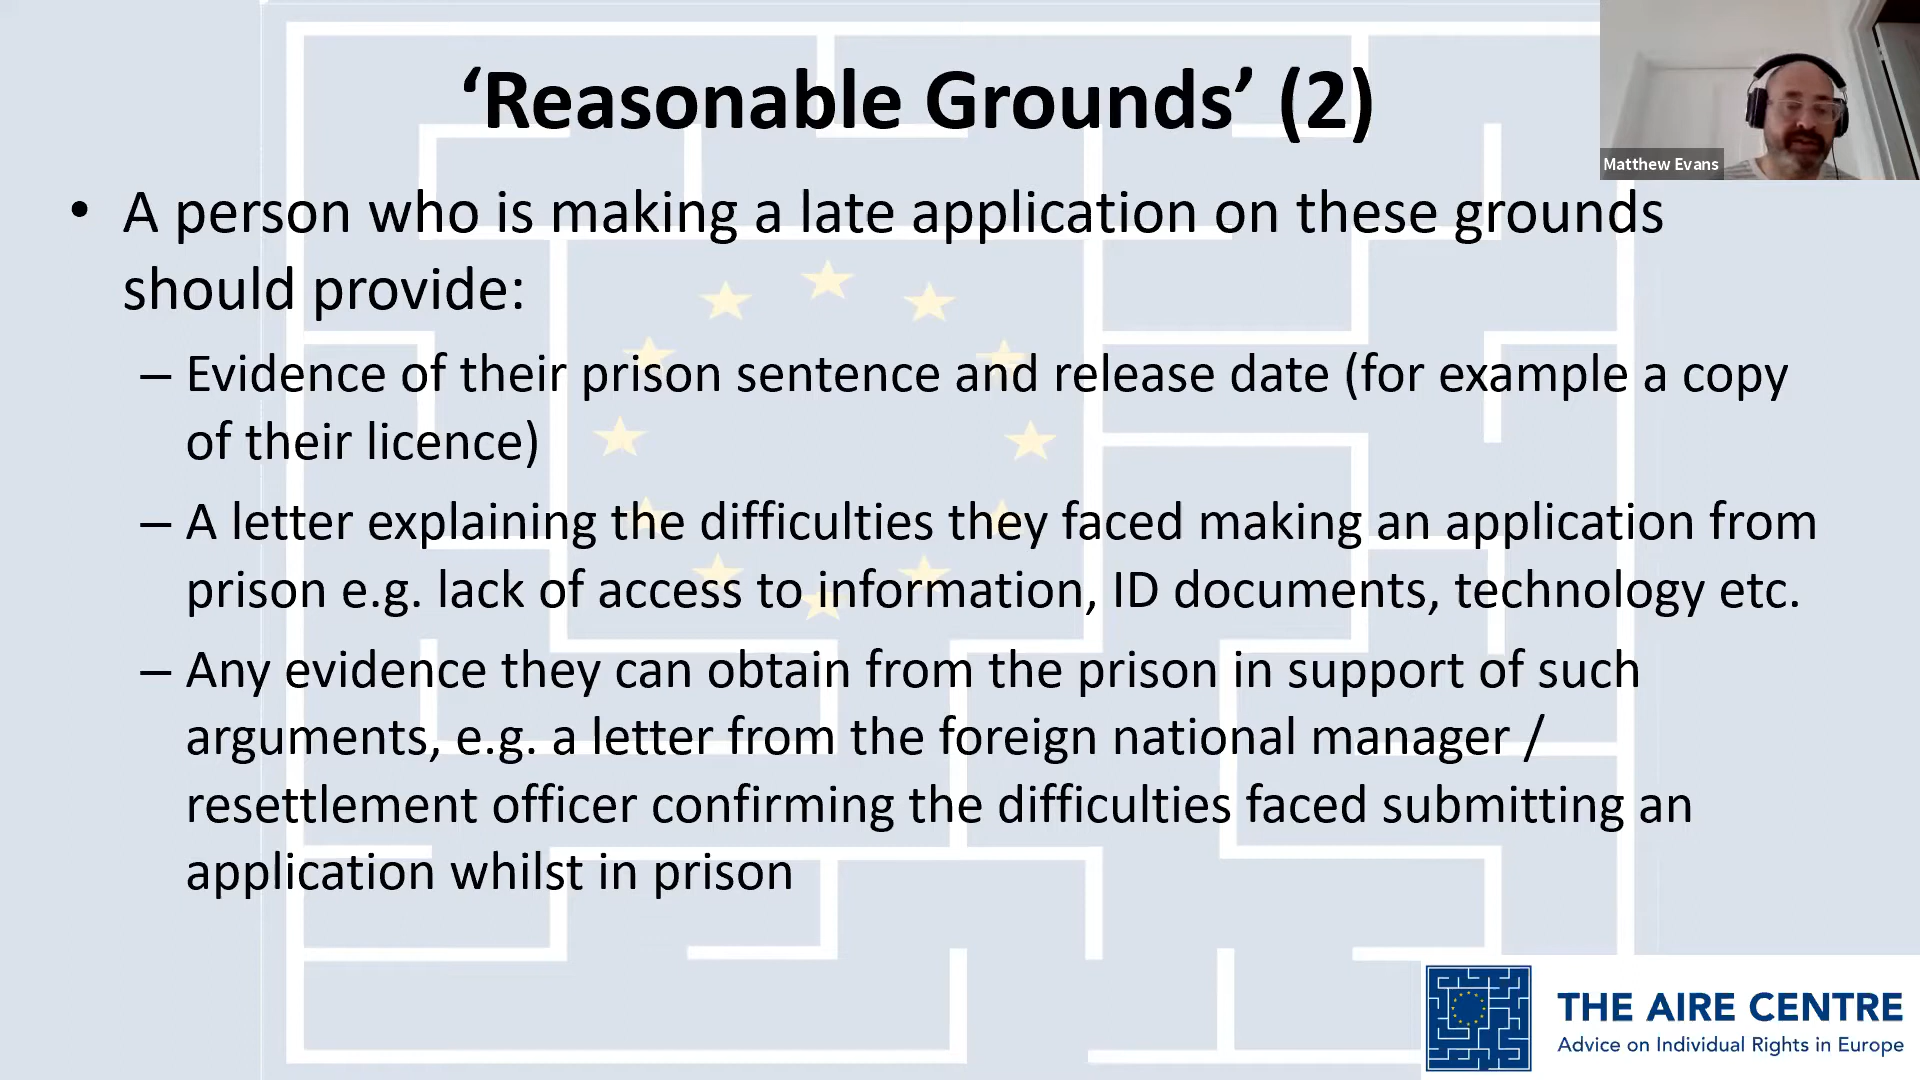 ‘Reasonable Grounds’ (2)
Matthew Evans
• A person who is making a late application on these grounds
should provide:
– Evidence of their prison sentence and release date (for example a copy
of their licence)
– A letter explaining the difficulties they faced making an application from
prison e.g. lack of access to information, ID documents, technology etc.
– Any evidence they can obtain from the prison in support of such
arguments, e.g. a letter from the foreign national manager /
resettlement officer confirming the difficulties faced submitting an
application whilst in prison
THE AIRE CENTRE
Advice on Individual Rights in Europe